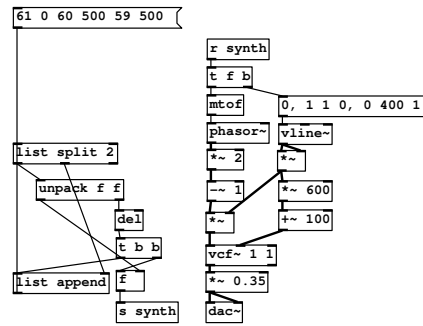 61 0 60 500 59 500
r synth
t f b
mtof
0, 1 1 0, 0 400 1
phasor~
vline~
list split 2
*~ 2
*~
unpack f f
-~ 1
*~ 600
del
*~
+~ 100
t b b
vcf~ 1 1
list append
f
*~ 0.35
s synth
dac~